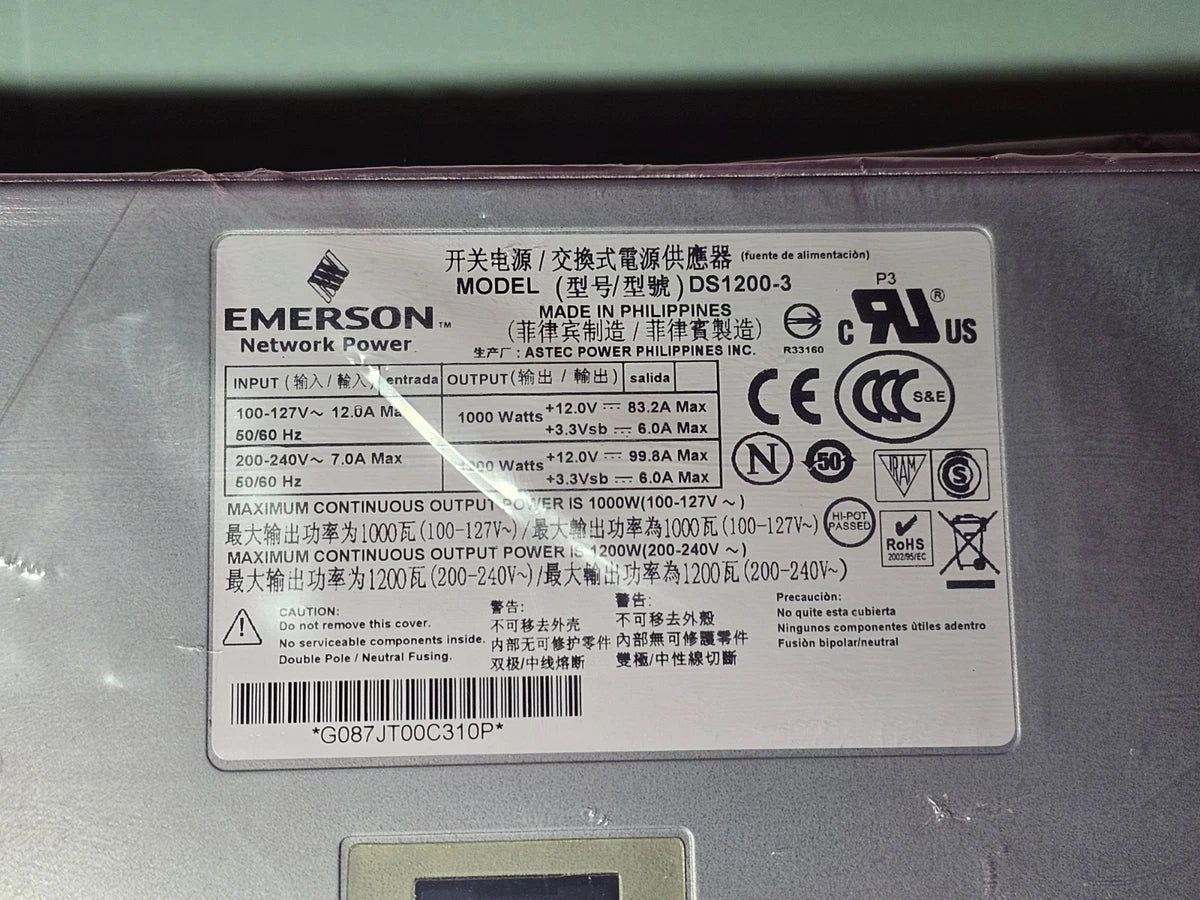 开关电源 / 交換式電源供應器 (fuente de alimentaciòn)
MODEL (型号/型號) DS1200-3
EMERSON™
Network Power
MADE IN PHILIPPINES
(菲律宾制造 / 菲律賓製造)
生产厂 : ASTEC POWER PHILIPPINES INC.
R33160
P3
C RU® US
INPUT (输入 / 輸入) entrada OUTPUT (输出 / 輸出) salida
100-127V~ 12.0A Max 1000 Watts +12.0V ⎓ 83.2A Max
50/60 Hz +3.3Vsb ⎓ 6.0A Max
200-240V~ 7.0A Max 1200 Watts +12.0V ⎓ 99.8A Max
50/60 Hz +3.3Vsb ⎓ 6.0A Max
CE
CCC S&E
N
50
IRAM
S
MAXIMUM CONTINUOUS OUTPUT POWER IS 1000W(100-127V ~)
最大输出功率为1000瓦(100-127V~)/最大輸出功率為1000瓦(100-127V~)
MAXIMUM CONTINUOUS OUTPUT POWER IS 1200W(200-240V ~)
最大输出功率为1200瓦(200-240V~)/最大輸出功率為1200瓦(200-240V~)
HI-POT
PASSED
RoHS
2002/95/EC
CAUTION:
Do not remove this cover.
No serviceable components inside.
Double Pole / Neutral Fusing.
警告:
不可移去外壳
内部无可修护零件
双极/中线熔断
警告:
不可移去外殼
內部無可修護零件
雙極/中性線切斷
Precauciòn:
No quite esta cubierta
Ningunos componentes ùtiles adentro
Fusiòn bipolar/neutral
*G087JT00C310P*